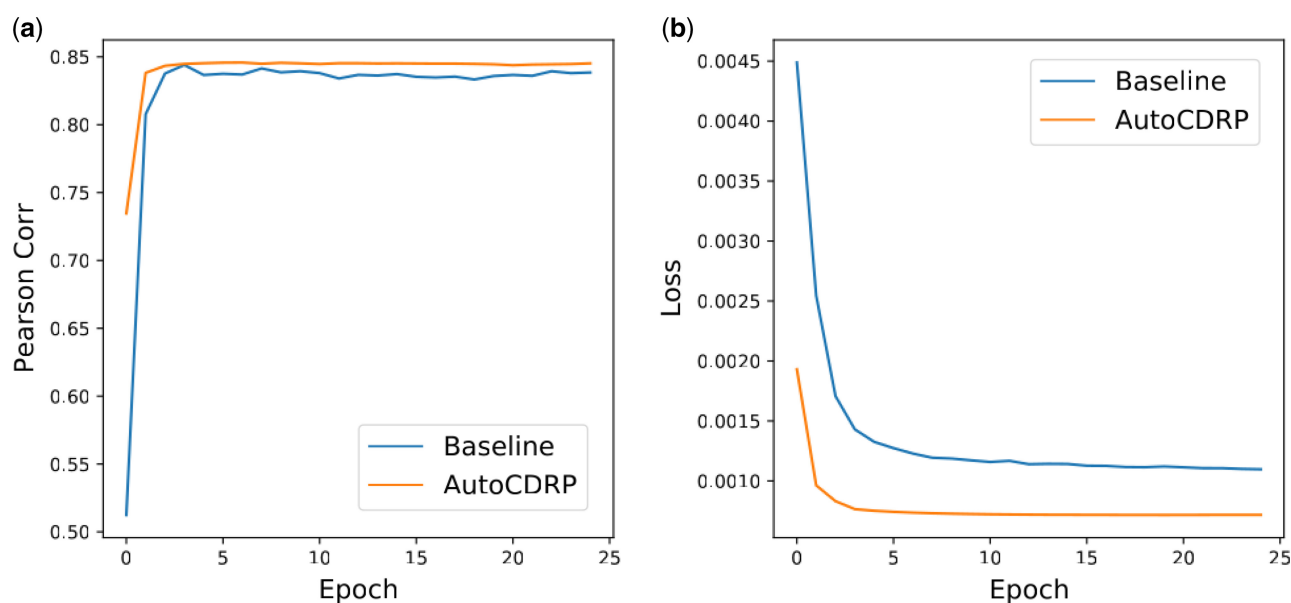 (a)
0.85
0.80
0.75
0.70
0.65
0.60
0.55
0.50
Pearson Corr
Baseline
AutoCDRP
0 5 10 15 20 25
Epoch
(b)
0.0045
0.0040
0.0035
0.0030
0.0025
0.0020
0.0015
0.0010
Loss
Baseline
AutoCDRP
0 5 10 15 20 25
Epoch